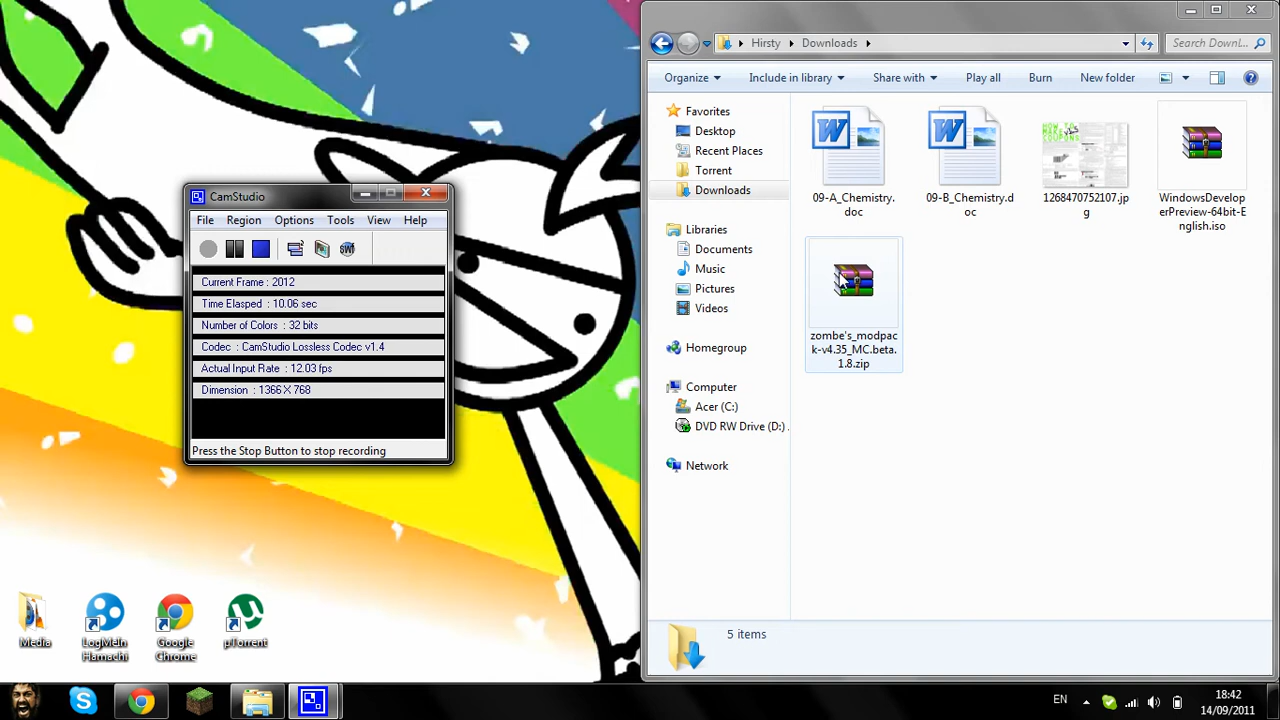 CamStudio
File Region Options Tools View Help
SWF
Current Frame : 2012
Time Elasped : 10.06 sec
Number of Colors : 32 bits
Codec : CamStudio Lossless Codec v1.4
Actual Input Rate : 12.03 fps
Dimension : 1366 X 768
Press the Stop Button to stop recording
Media
LogMeIn
Hamachi
Google
Chrome
µTorrent
Hirsty Downloads
Search Downl...
Organize Include in library Share with Play all Burn New folder
Favorites
Desktop
Recent Places
Torrent
Downloads
Libraries
Documents
Music
Pictures
Videos
Homegroup
Computer
Acer (C:)
DVD RW Drive (D:)
Network
09-A_Chemistry.
doc
09-B_Chemistry.d
oc
1268470752107.jp
g
WindowsDevelop
erPreview-64bit-E
nglish.iso
zombe's_modpac
k-v4.35_MC.beta.
1.8.zip
5 items
EN
18:42
14/09/2011